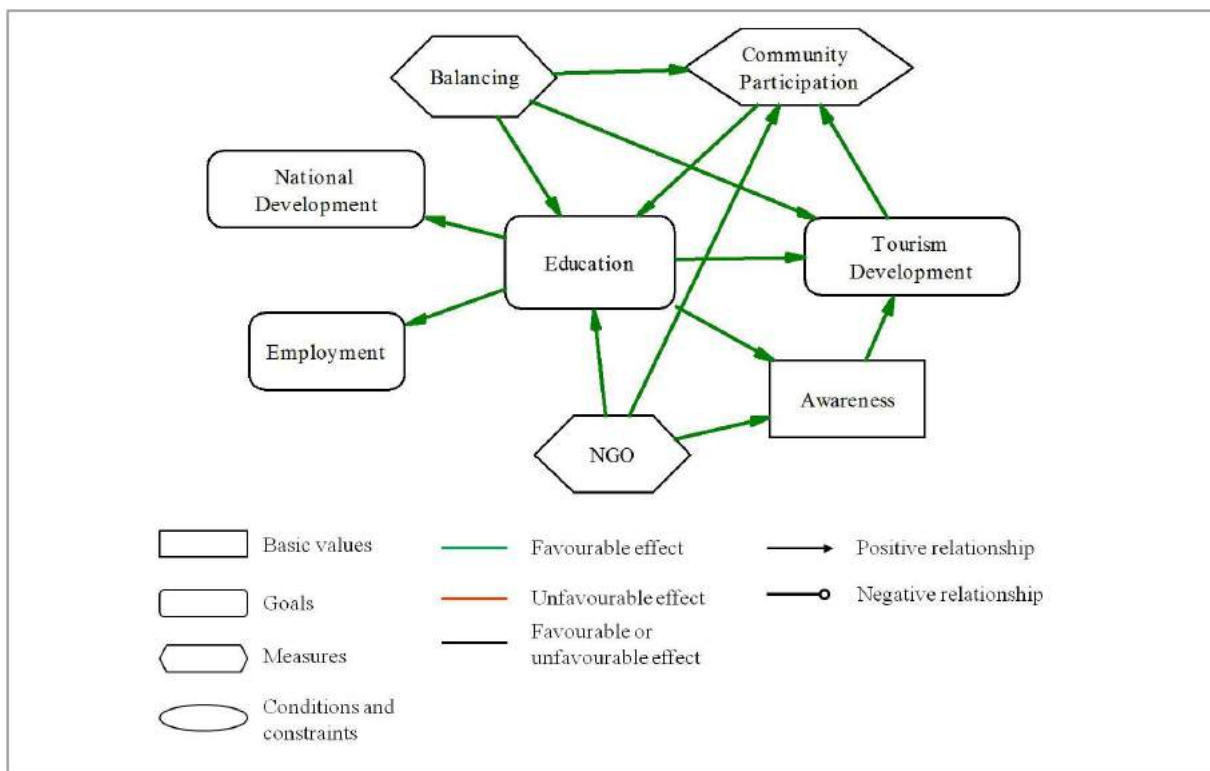 Balancing
Community
Participation
National
Development
Education
Tourism
Development
Employment
Awareness
NGO
Basic values
Favourable effect
Positive relationship
Goals
Unfavourable effect
Negative relationship
Measures
Favourable or
unfavourable effect
Conditions and
constraints